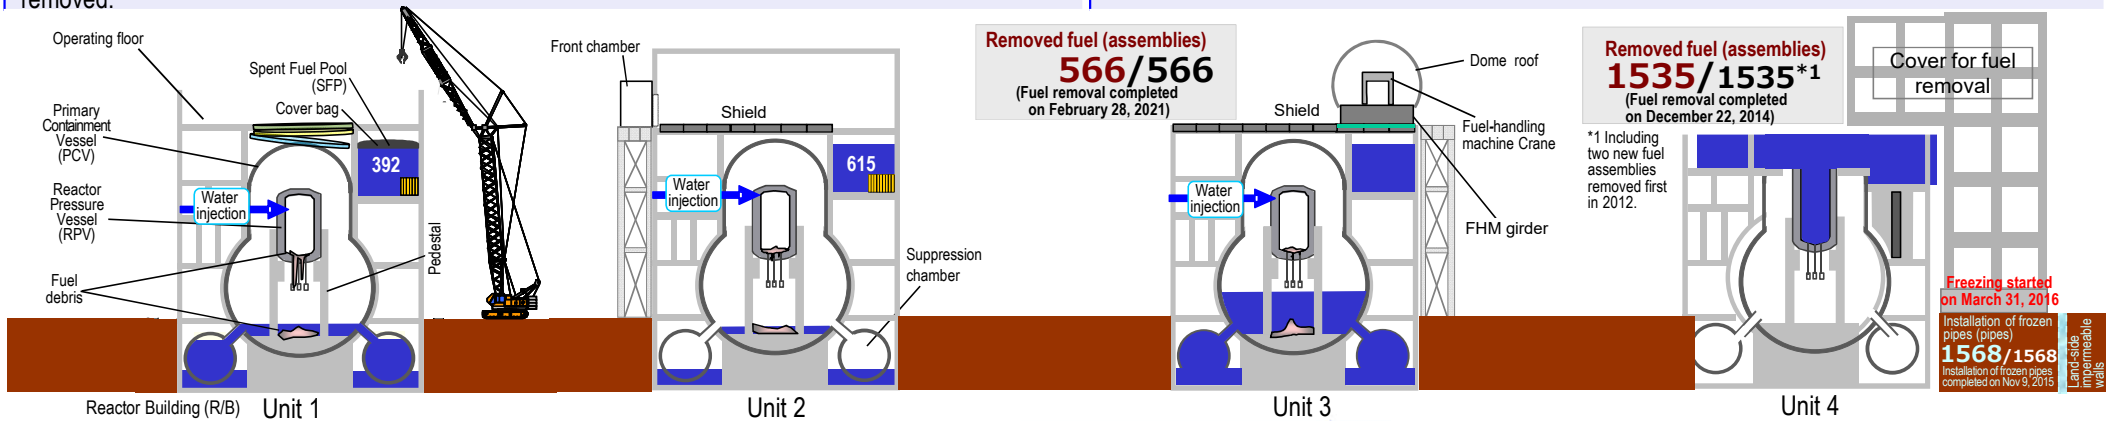 removed.
Operating floor
Spent Fuel Pool
(SFP)
Cover bag
Primary
Containment
Vessel
(PCV)
392
Reactor
Pressure
Vessel
(RPV)
Water
injection
Pedestal
Fuel
debris
Reactor Building (R/B)
Unit 1
Front chamber
Shield
615
Water
injection
Suppression
chamber
Unit 2
Removed fuel (assemblies)
566/566
(Fuel removal completed
on February 28, 2021)
Shield
Dome roof
Fuel-handling
machine Crane
Water
injection
FHM girder
Unit 3
Removed fuel (assemblies)
1535/1535*1
(Fuel removal completed
on December 22, 2014)
*1 Including
two new fuel
assemblies
removed first
in 2012.
Cover for fuel
removal
Freezing started
on March 31, 2016
Installation of frozen
pipes (pipes)
1568/1568
Installation of frozen pipes
completed on Nov 9, 2015
Land-side
impermeable
walls
Unit 4